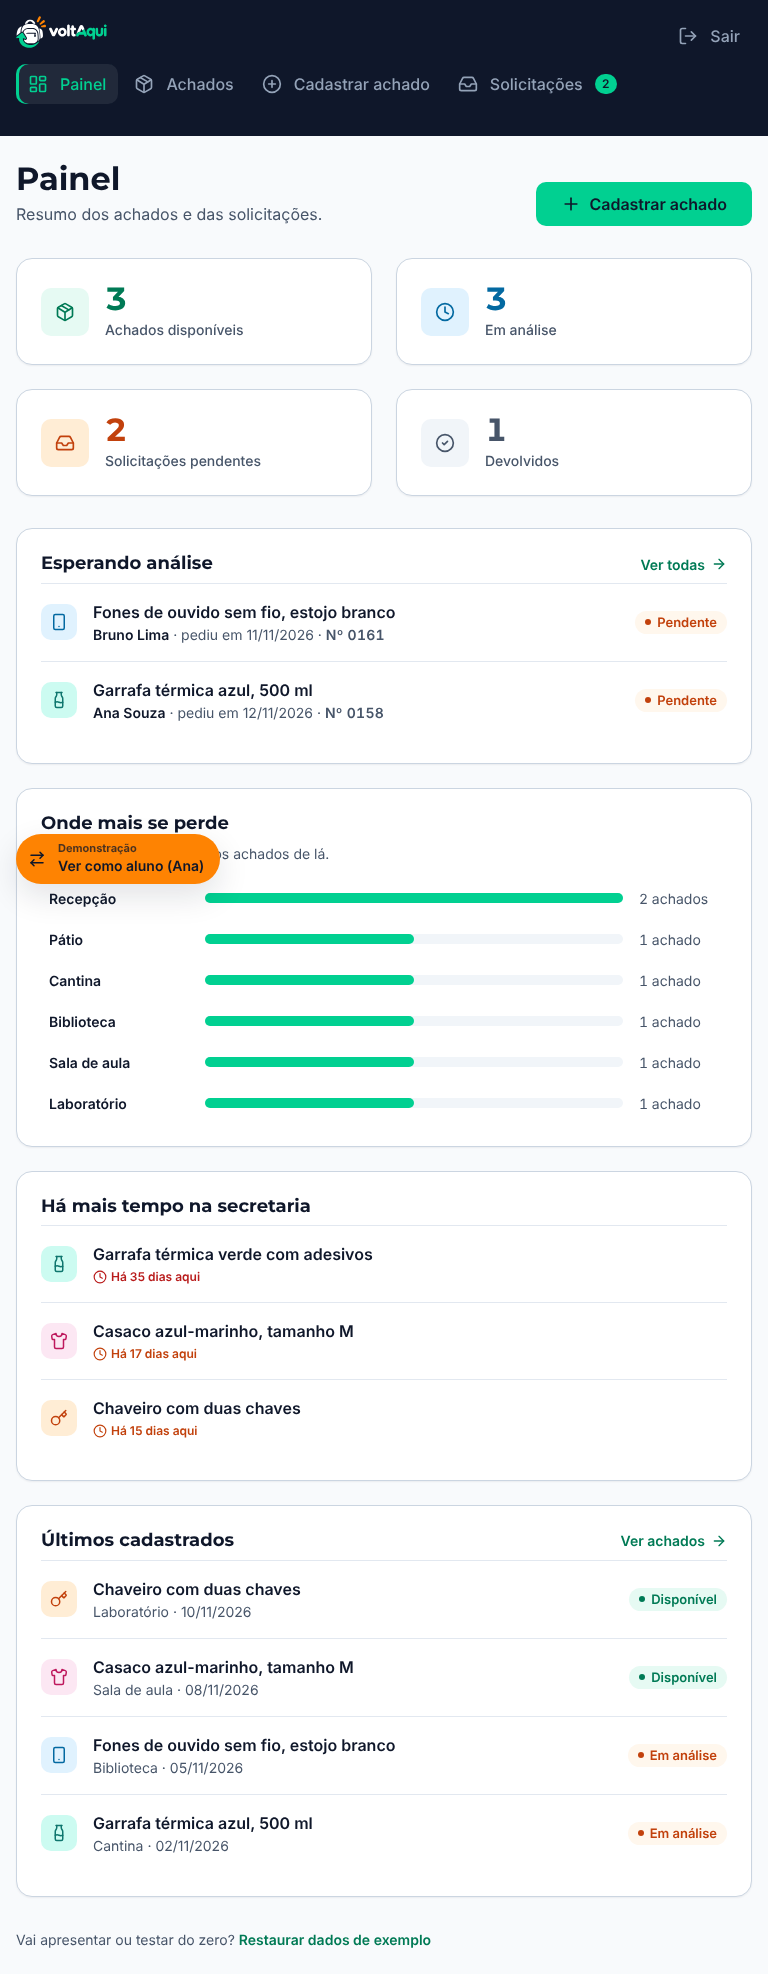 voltAqui
Sair
Painel
Achados
Cadastrar achado
Solicitações 2
Painel
Resumo dos achados e das solicitações.
Cadastrar achado
3
Achados disponíveis
3
Em análise
2
Solicitações pendentes
1
Devolvidos
Esperando análise
Ver todas
Fones de ouvido sem fio, estojo branco
Bruno Lima · pediu em 11/11/2026 · Nº 0161
Pendente
Garrafa térmica azul, 500 ml
Ana Souza · pediu em 12/11/2026 · Nº 0158
Pendente
Onde mais se perde
achados de lá.
Demonstração
Ver como aluno (Ana)
Recepção
2 achados
Pátio
1 achado
Cantina
1 achado
Biblioteca
1 achado
Sala de aula
1 achado
Laboratório
1 achado
Há mais tempo na secretaria
Garrafa térmica verde com adesivos
Há 35 dias aqui
Casaco azul-marinho, tamanho M
Há 17 dias aqui
Chaveiro com duas chaves
Há 15 dias aqui
Últimos cadastrados
Ver achados
Chaveiro com duas chaves
Laboratório · 10/11/2026
Disponível
Casaco azul-marinho, tamanho M
Sala de aula · 08/11/2026
Disponível
Fones de ouvido sem fio, estojo branco
Biblioteca · 05/11/2026
Em análise
Garrafa térmica azul, 500 ml
Cantina · 02/11/2026
Em análise
Vai apresentar ou testar do zero? Restaurar dados de exemplo